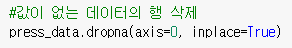 #값이 없는 데이터의 행 삭제
press_data.dropna(axis=0, inplace=True)